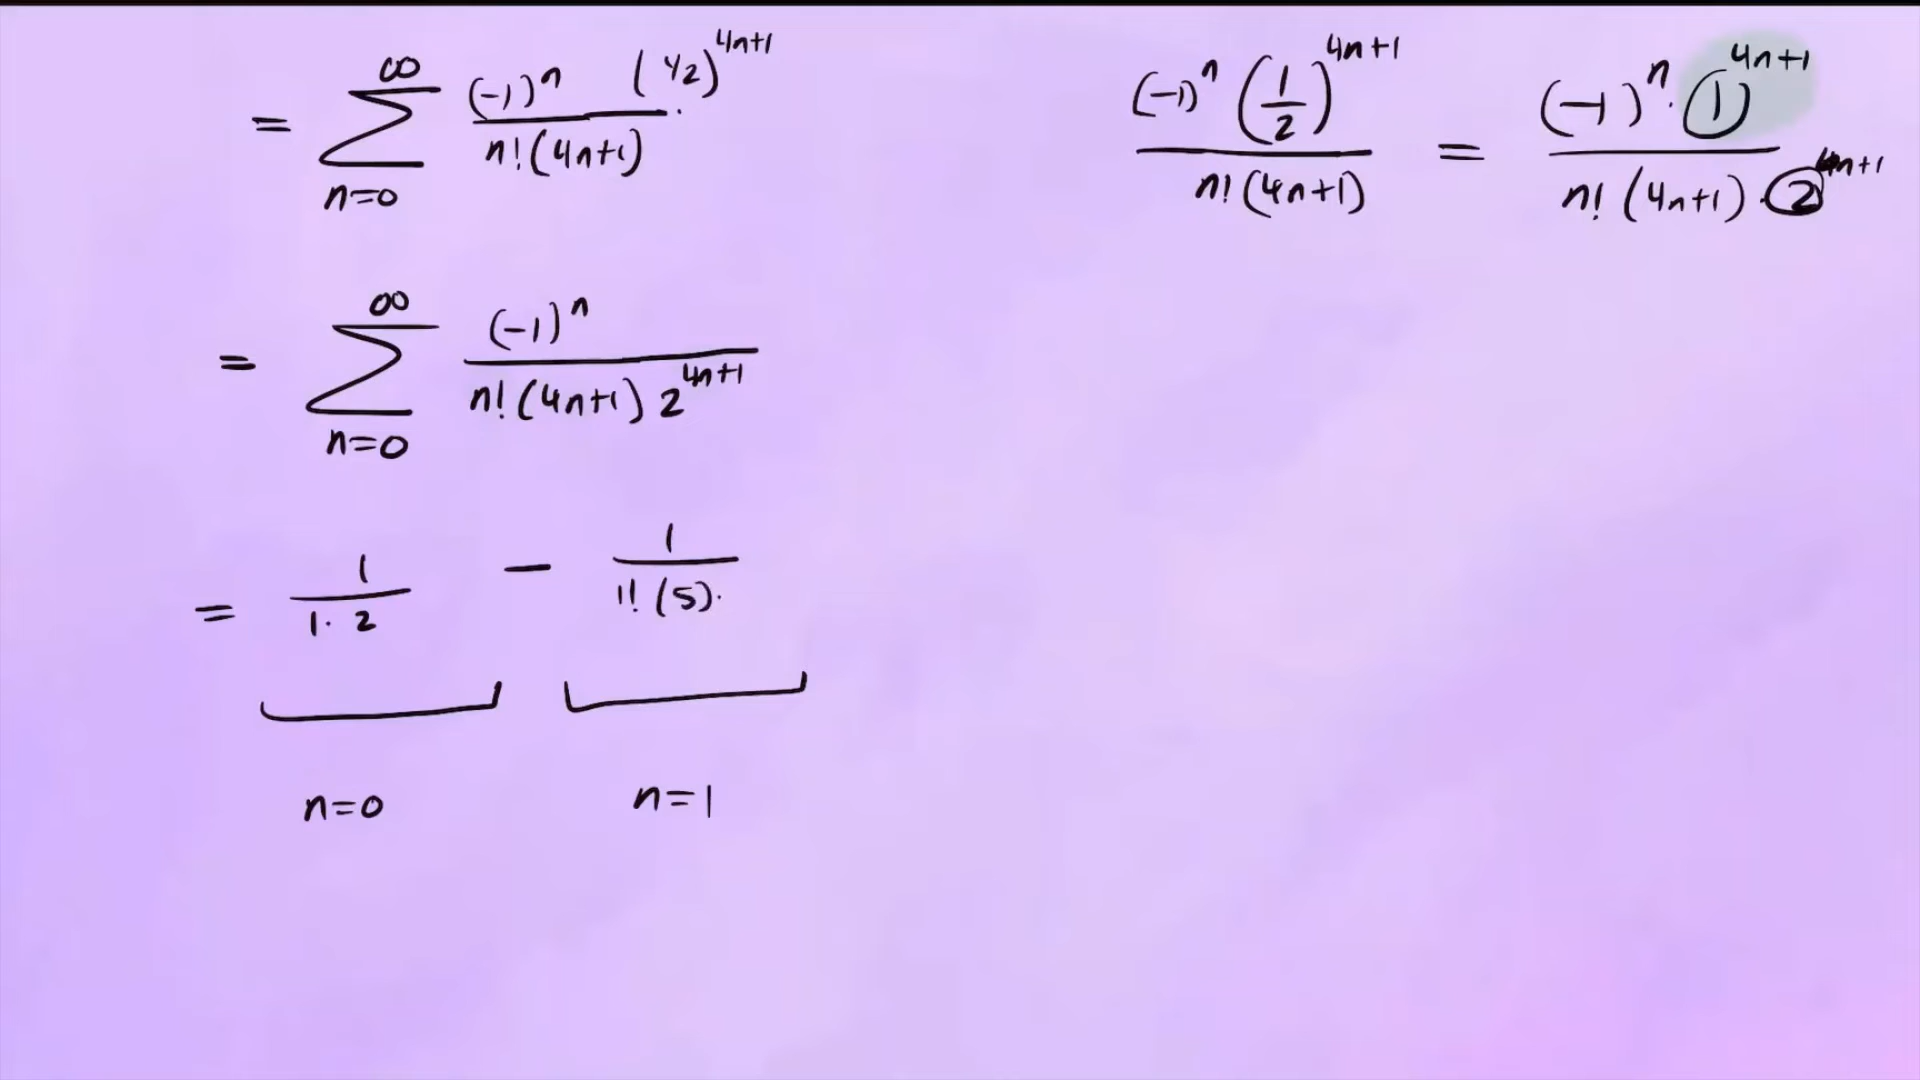 = ∞ ∑ n=0 (-1)^n (1/2)^{4n+1} / n!(4n+1)
(-1)^n (1/2)^{4n+1} / n!(4n+1) = (-1)^n · 1^{4n+1} / n!(4n+1) · 2^{4n+1}
= ∞ ∑ n=0 (-1)^n / n!(4n+1) 2^{4n+1}
= 1 / 1·2 − 1 / 1!(5)·
n=0 n=1